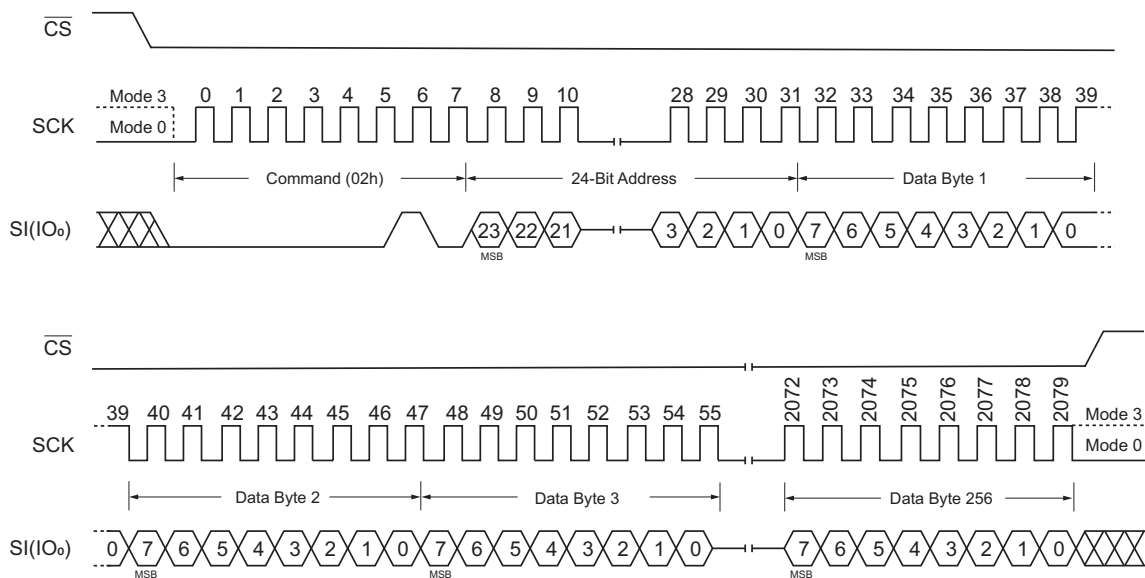 CS
Mode 3 0 1 2 3 4 5 6 7 8 9 10 28 29 30 31 32 33 34 35 36 37 38 39
SCK Mode 0
Command (02h) 24-Bit Address Data Byte 1
SI(IO₀) 23 22 21 3 2 1 0 7 6 5 4 3 2 1 0
MSB MSB
CS
39 40 41 42 43 44 45 46 47 48 49 50 51 52 53 54 55 2072 2073 2074 2075 2076 2077 2078 2079 Mode 3
SCK Mode 0
Data Byte 2 Data Byte 3 Data Byte 256
SI(IO₀) 0 7 6 5 4 3 2 1 0 7 6 5 4 3 2 1 0 7 6 5 4 3 2 1 0
MSB MSB MSB